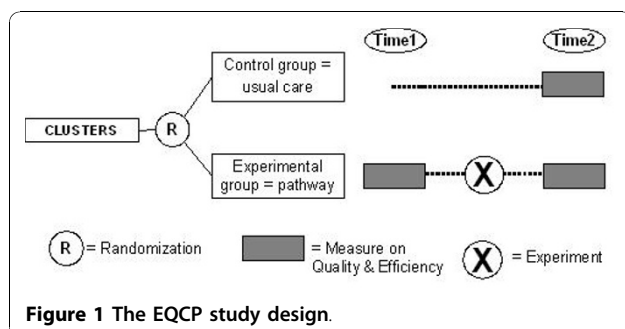 Time1
Time2
Control group =
usual care
CLUSTERS
R
Experimental
group = pathway
X
R = Randomization
= Measure on
Quality & Efficiency
X = Experiment
Figure 1 The EQCP study design.